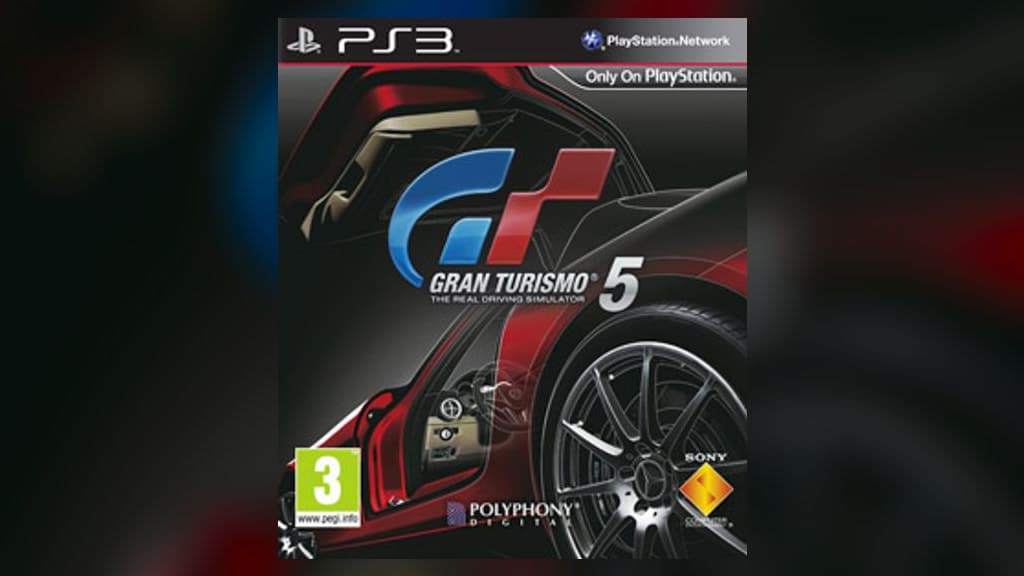 PS3
PlayStation®Network
Only On PlayStation®
GRAN TURISMO® 5
THE REAL DRIVING SIMULATOR
3
www.pegi.info
POLYPHONY®
DIGITAL
SONY
COMPUTER